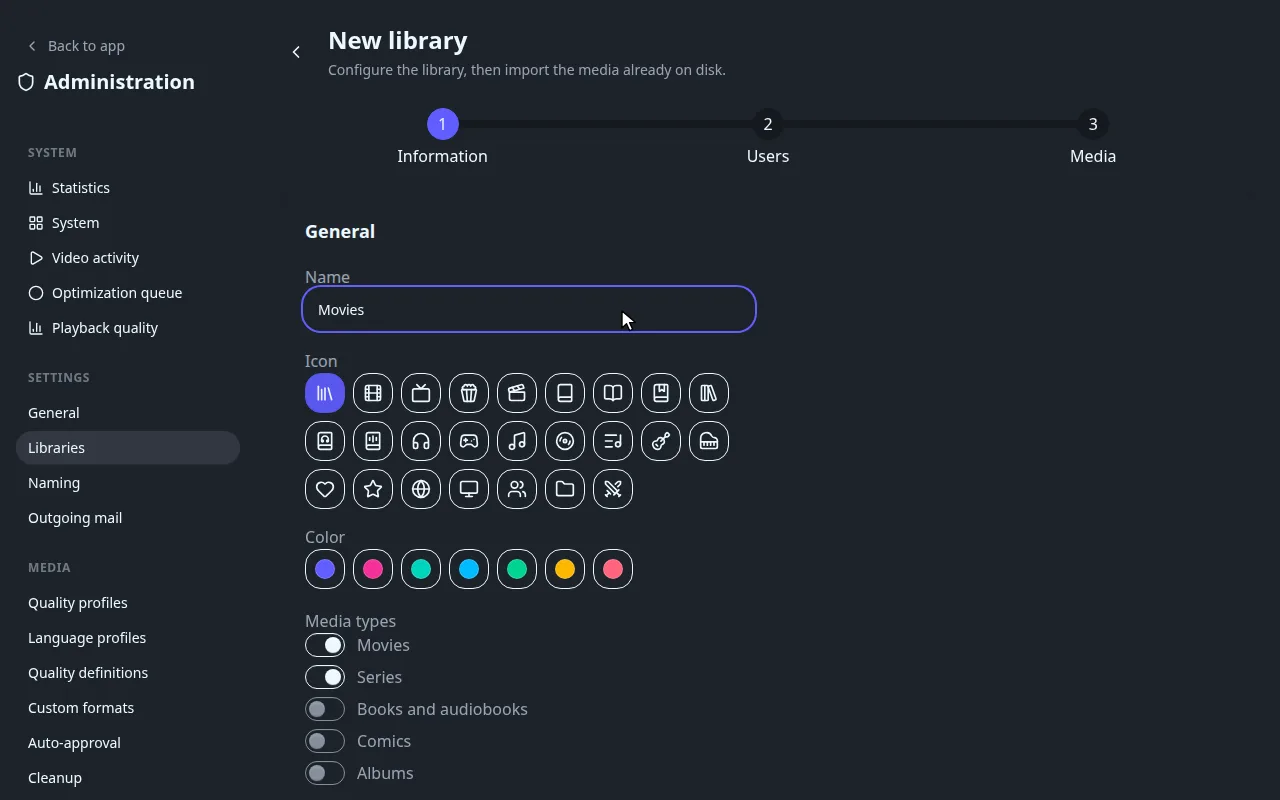 Back to app
Administration
SYSTEM
Statistics
System
Video activity
Optimization queue
Playback quality
SETTINGS
General
Libraries
Naming
Outgoing mail
MEDIA
Quality profiles
Language profiles
Quality definitions
Custom formats
Auto-approval
Cleanup
New library
Configure the library, then import the media already on disk.
1 2 3
Information Users Media
General
Name
Movies
Icon
Color
Media types
Movies
Series
Books and audiobooks
Comics
Albums